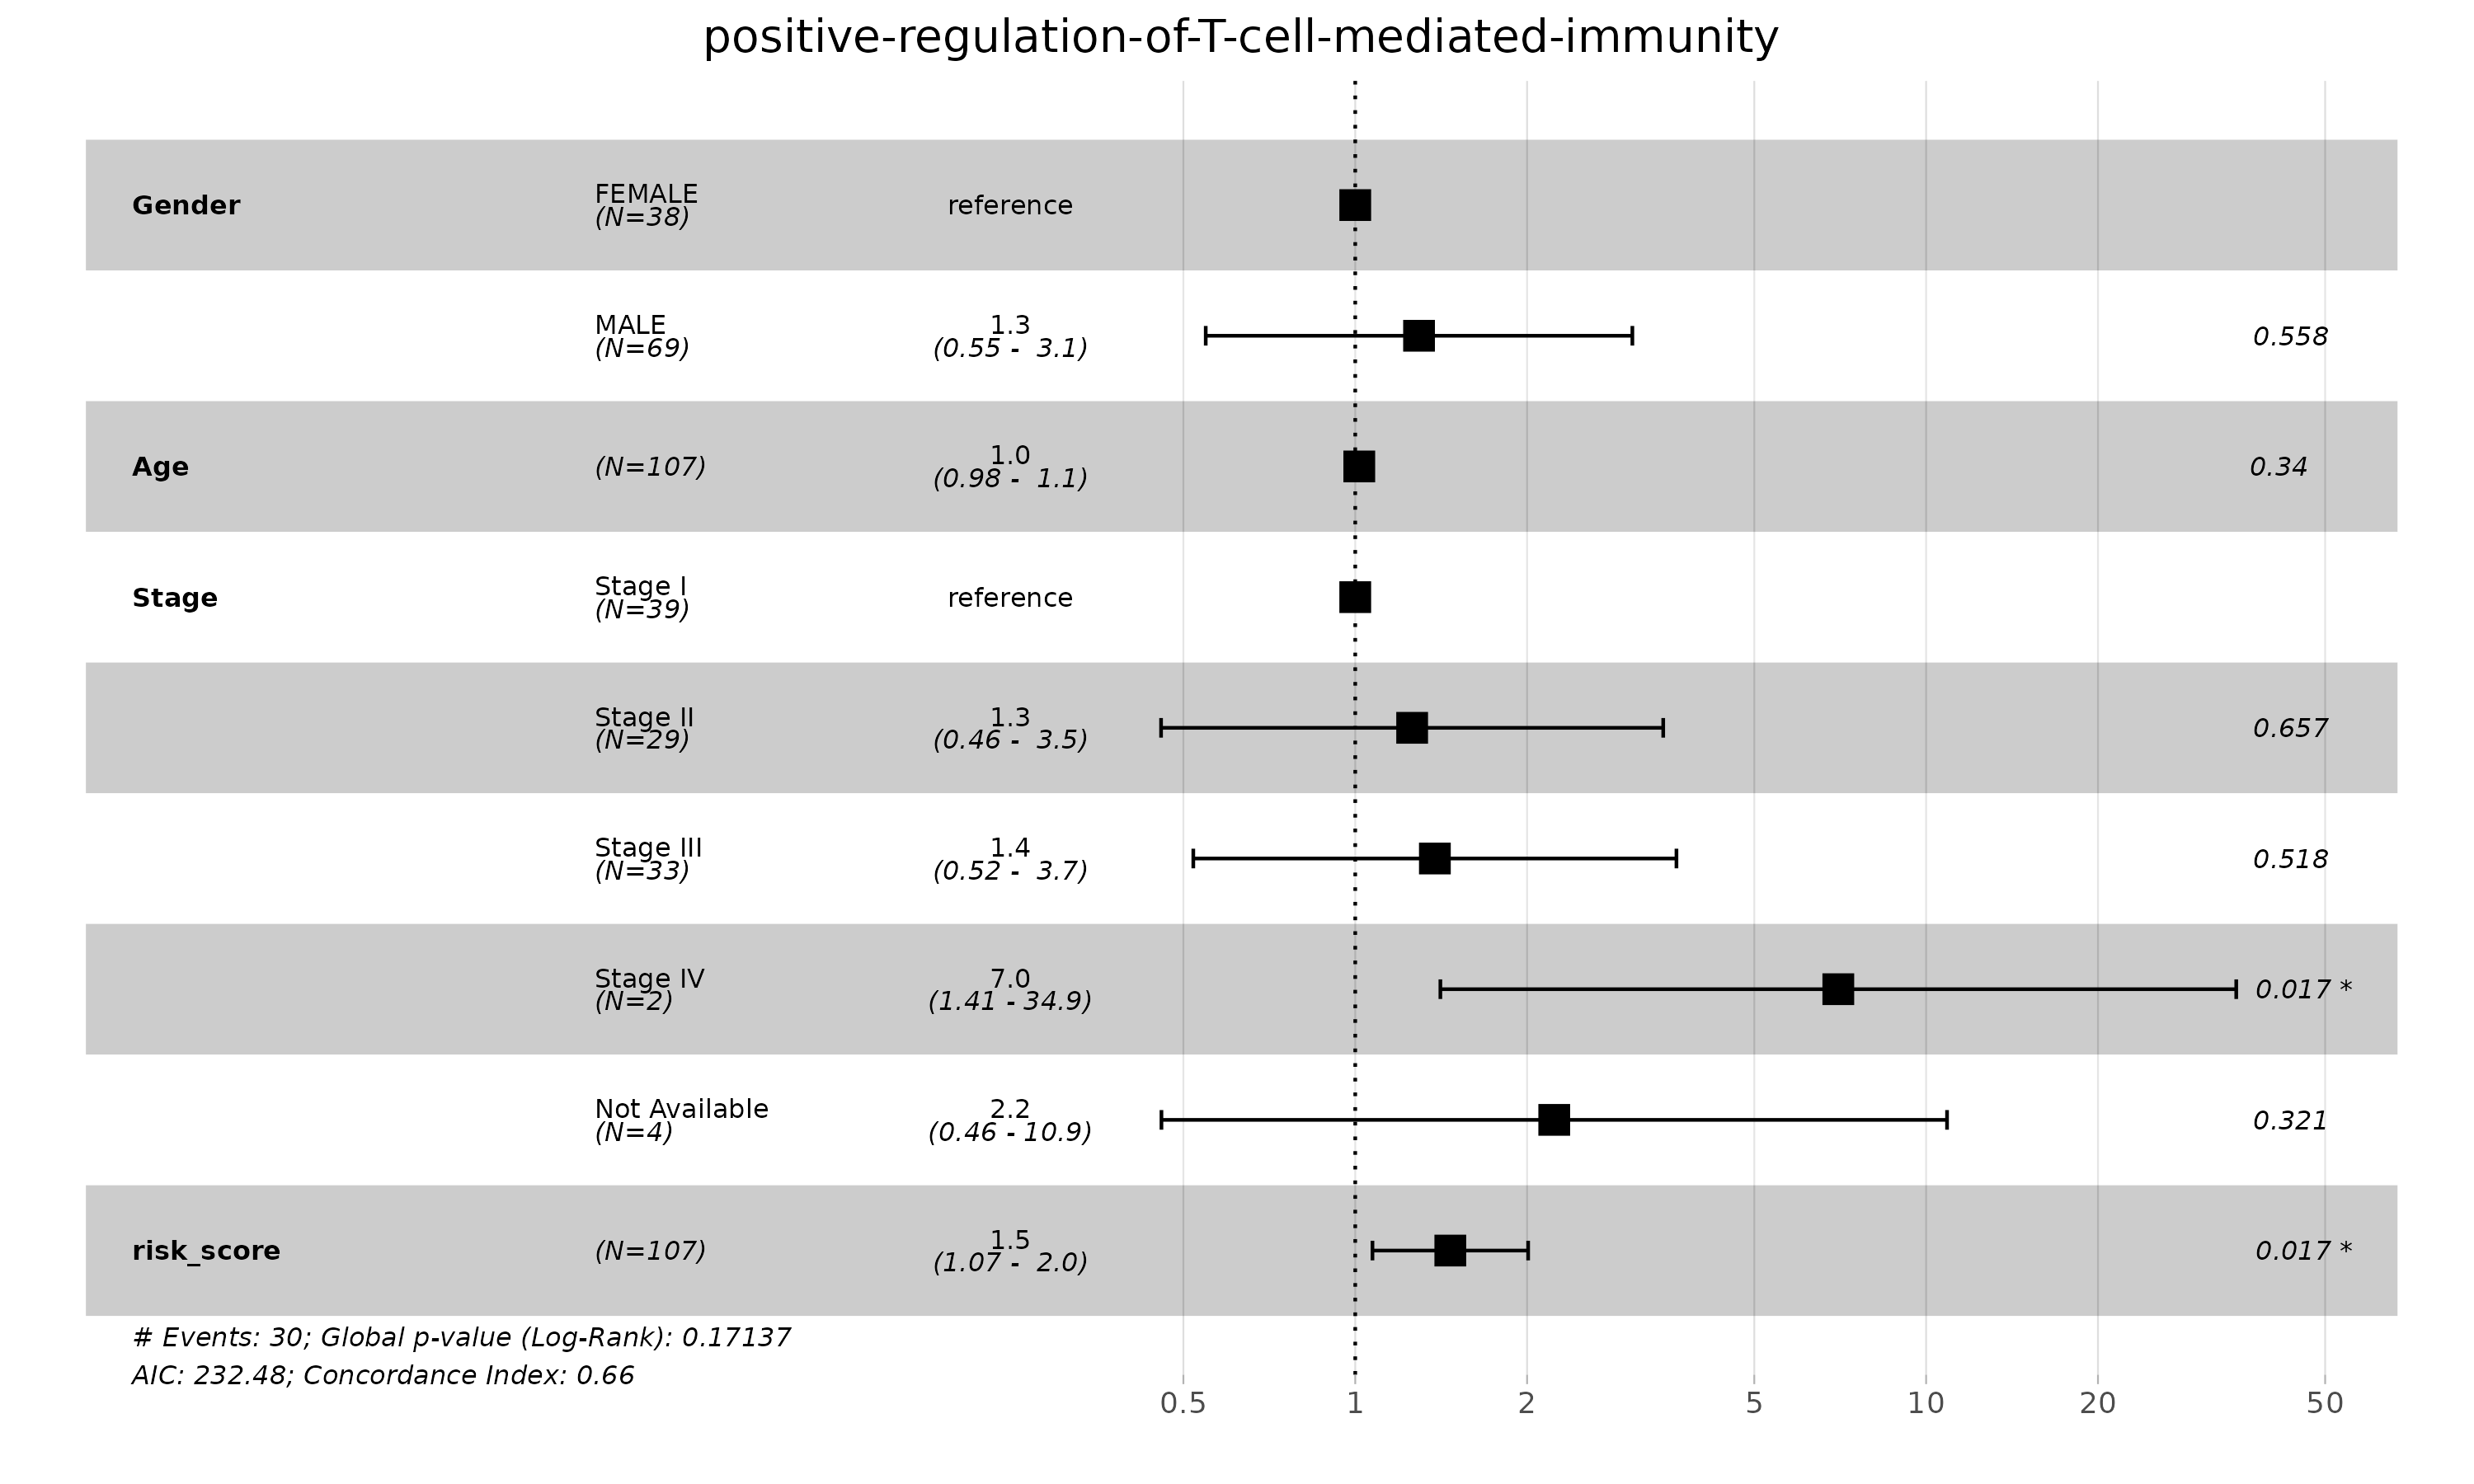 positive-regulation-of-T-cell-mediated-immunity
Gender
FEMALE
(N=38)
reference
MALE
(N=69)
1.3
(0.55 - 3.1)
0.558
Age
(N=107)
1.0
(0.98 - 1.1)
0.34
Stage
Stage I
(N=39)
reference
Stage II
(N=29)
1.3
(0.46 - 3.5)
0.657
Stage III
(N=33)
1.4
(0.52 - 3.7)
0.518
Stage IV
(N=2)
7.0
(1.41 - 34.9)
0.017 *
Not Available
(N=4)
2.2
(0.46 - 10.9)
0.321
risk_score
(N=107)
1.5
(1.07 - 2.0)
0.017 *
# Events: 30; Global p-value (Log-Rank): 0.17137
AIC: 232.48; Concordance Index: 0.66
0.5 1 2 5 10 20 50